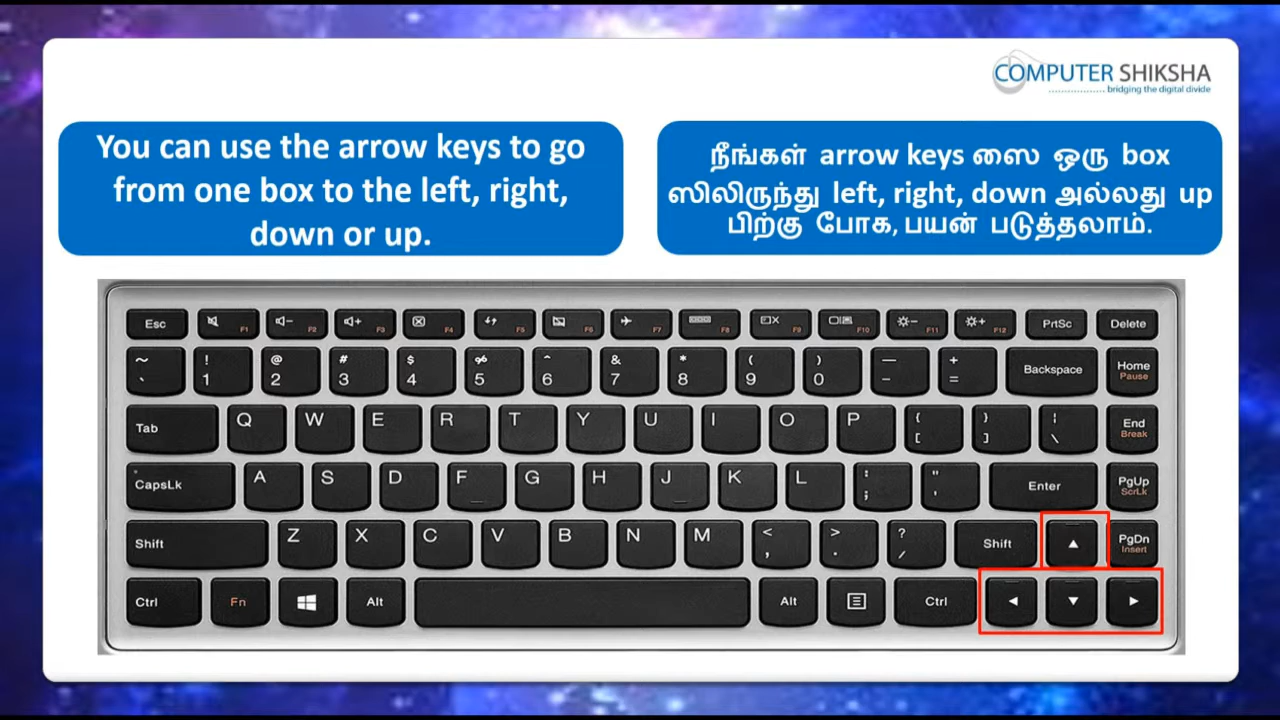 COMPUTER SHIKSHA
bridging the digital divide
You can use the arrow keys to go
from one box to the left, right,
down or up.
நீங்கள் arrow keys ஸை ஒரு box
ஸிலிருந்து left, right, down அல்லது up
பிற்கு போக, பயன் படுத்தலாம்.
Esc F1 F2 F3 F4 F5 F6 F7 F8 F9 F10 F11 F12 PrtSc Delete
~ ! @ # $ % ^ & * ( ) — + Backspace Home
` 1 2 3 4 5 6 7 8 9 0 - = Pause
Tab Q W E R T Y U I O P { [ } ] ¦ \ End
Break
CapsLk A S D F G H J K L : ; " ' Enter PgUp
ScrLk
Shift Z X C V B N M < , > . ? / Shift ▲ PgDn
Insert
Ctrl Fn Alt Alt Ctrl ◄ ▼ ►